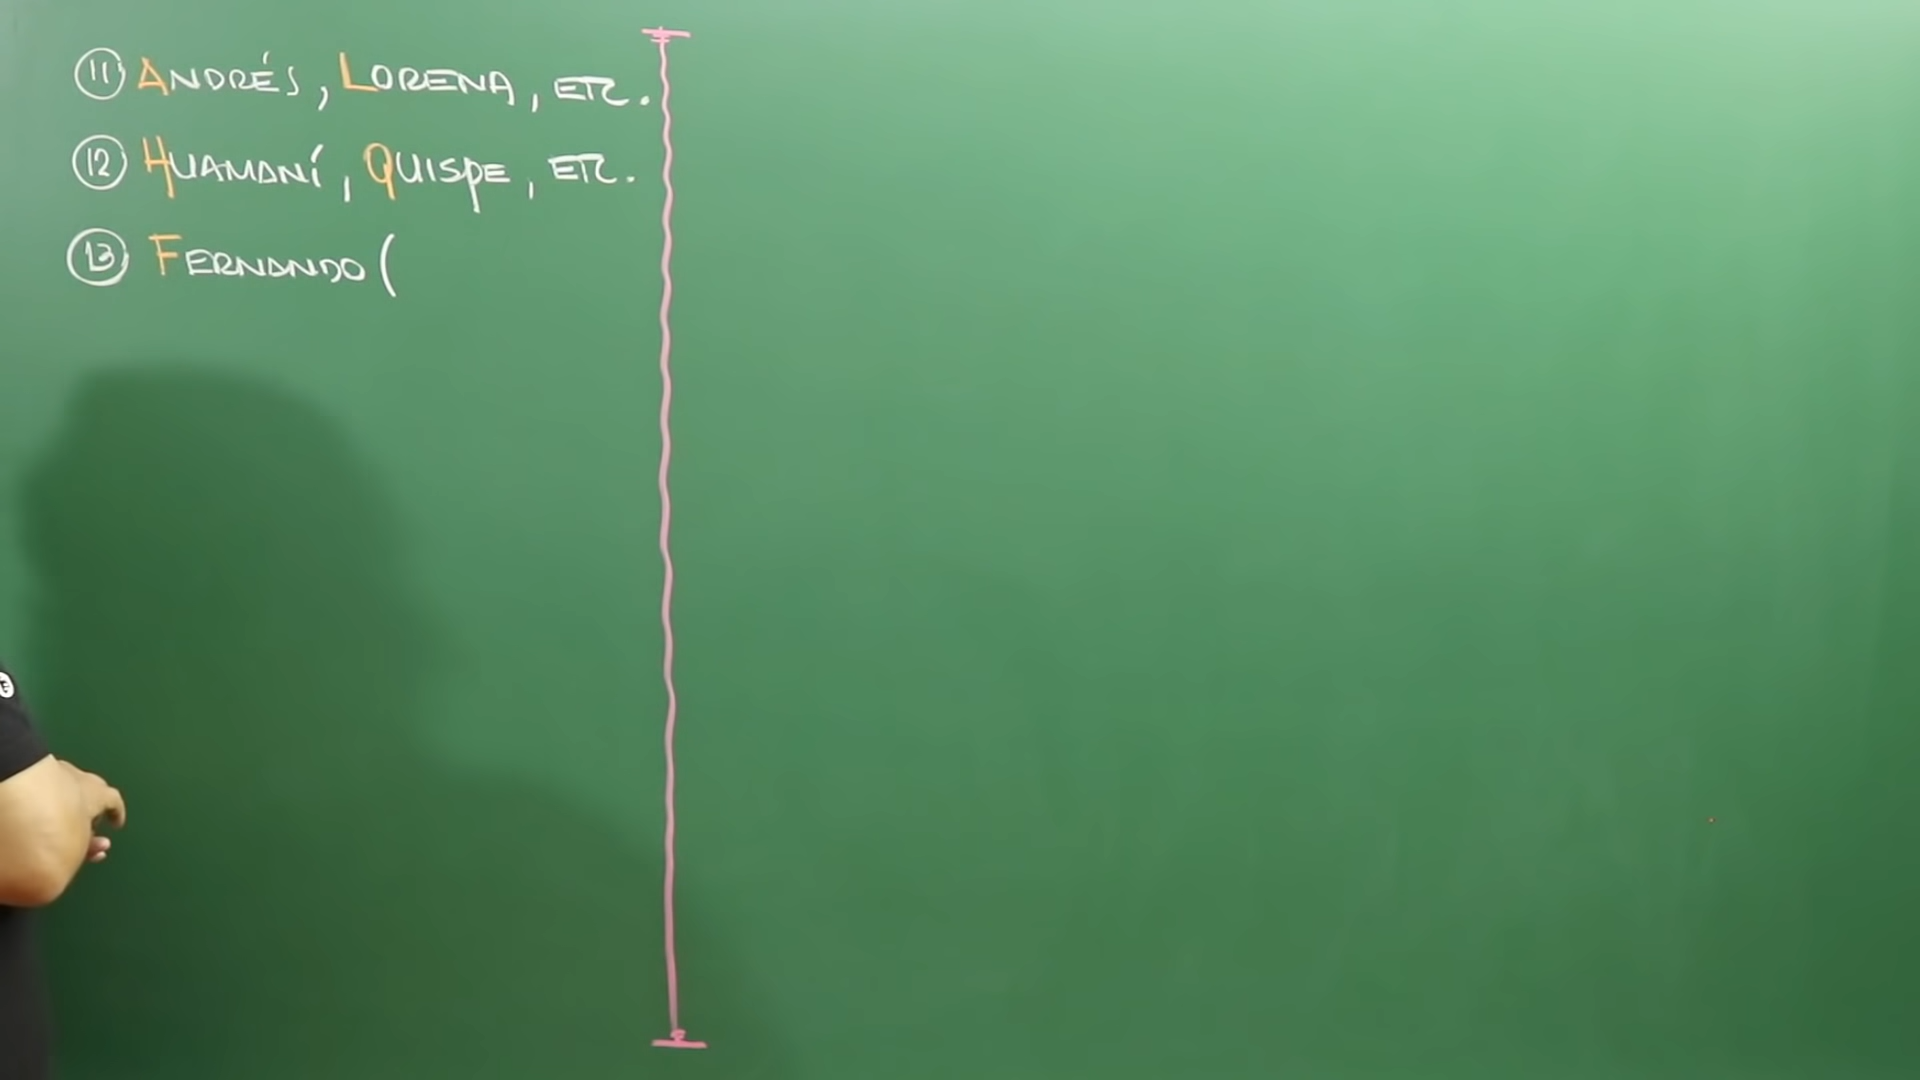 11 Andrés, Lorena, etc.
12 Huamaní, Quispe, etc.
13 Fernando (